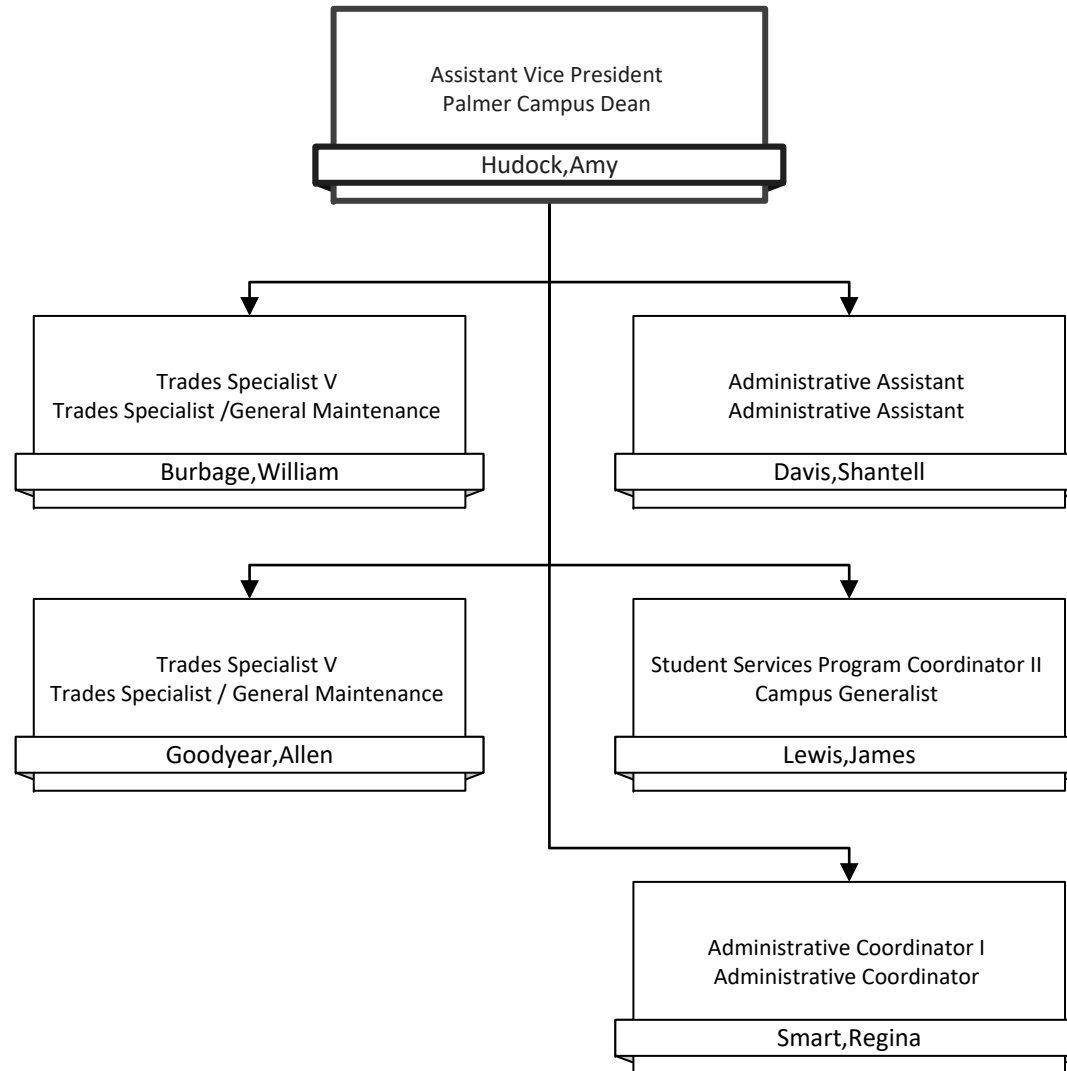 Assistant Vice President
Palmer Campus Dean
Hudock,Amy
Trades Specialist V
Trades Specialist /General Maintenance
Burbage,William
Administrative Assistant
Administrative Assistant
Davis,Shantell
Trades Specialist V
Trades Specialist / General Maintenance
Goodyear,Allen
Student Services Program Coordinator II
Campus Generalist
Lewis,James
Administrative Coordinator I
Administrative Coordinator
Smart,Regina